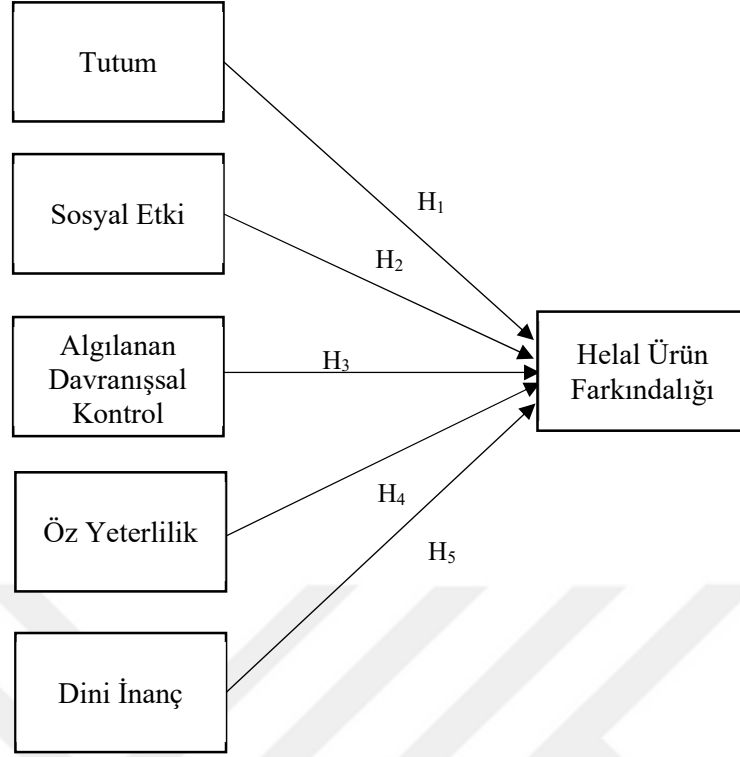 Tutum
Sosyal Etki
Algılanan
Davranışsal
Kontrol
Öz Yeterlilik
Dini İnanç
H₁
H₂
H₃
H₄
H₅
Helal Ürün
Farkındalığı